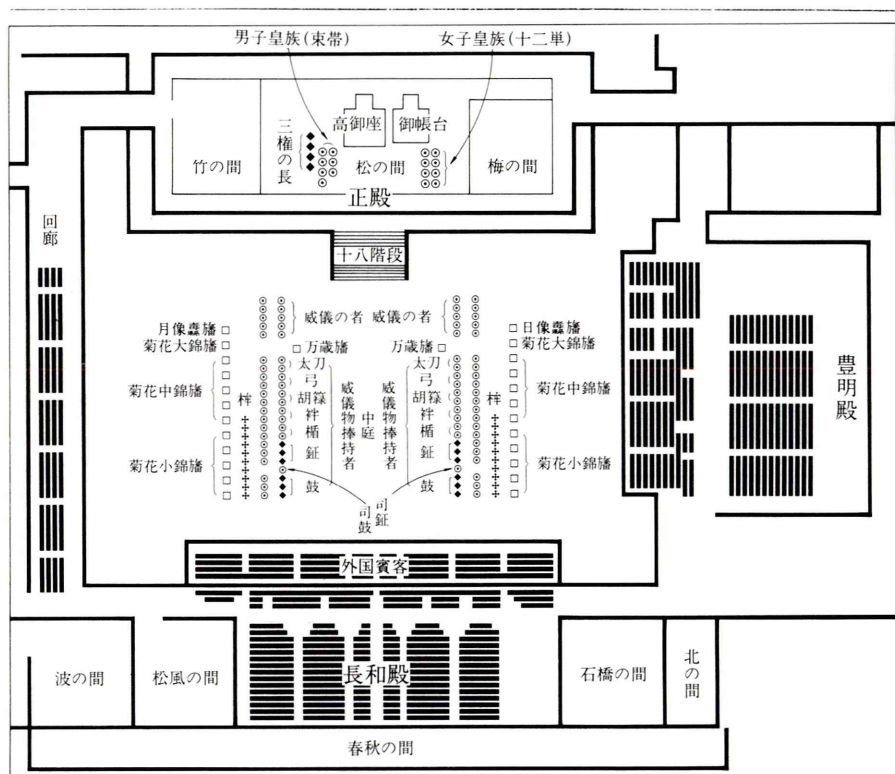 男子皇族(束帯)
女子皇族(十二単)
高御座
御帳台
三権の長
竹の間
松の間
梅の間
正殿
回廊
十八階段
威儀の者
威儀の者
月像纛旛
菊花大錦旛
万歳旛
万歳旛
日像纛旛
菊花大錦旛
菊花中錦旛
桙
太刀
弓
胡籙
桙
楯
鉦
鼓
威儀物捧持者
中庭
威儀物捧持者
太刀
弓
胡籙
桙
楯
鉦
鼓
桙
菊花中錦旛
菊花小錦旛
菊花小錦旛
司鼓
司鉦
豊明殿
外国賓客
波の間
松風の間
長和殿
石橋の間
北の間
春秋の間